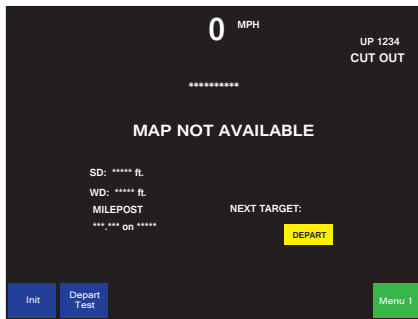 0 MPH
UP 1234
CUT OUT
**********
MAP NOT AVAILABLE
SD: ***** ft.
WD: ***** ft.
MILEPOST
***.*** on *****
NEXT TARGET:
DEPART
Init
Depart
Test
Menu 1